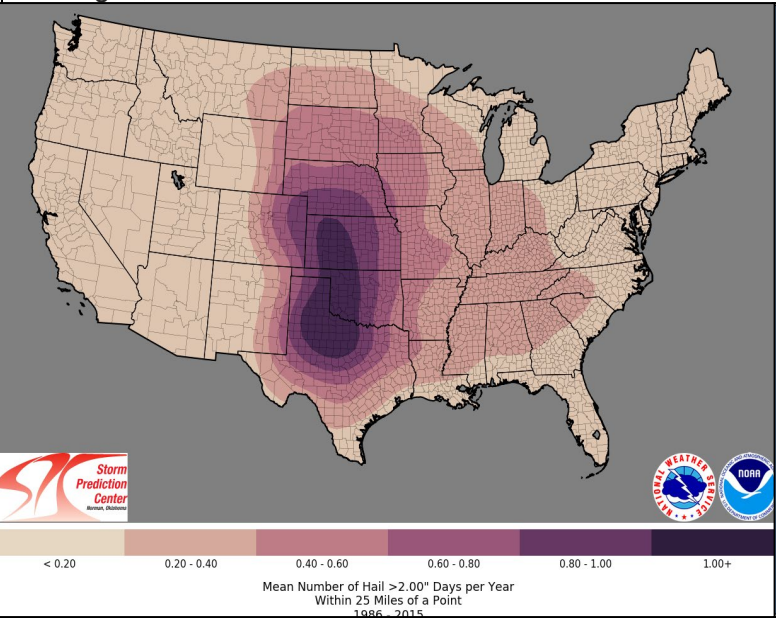 Storm
Prediction
Center
Norman, Oklahoma
NATIONAL WEATHER SERVICE
NOAA
< 0.20
0.20 - 0.40
0.40 - 0.60
0.60 - 0.80
0.80 - 1.00
1.00+
Mean Number of Hail >2.00" Days per Year
Within 25 Miles of a Point
1986 - 2015